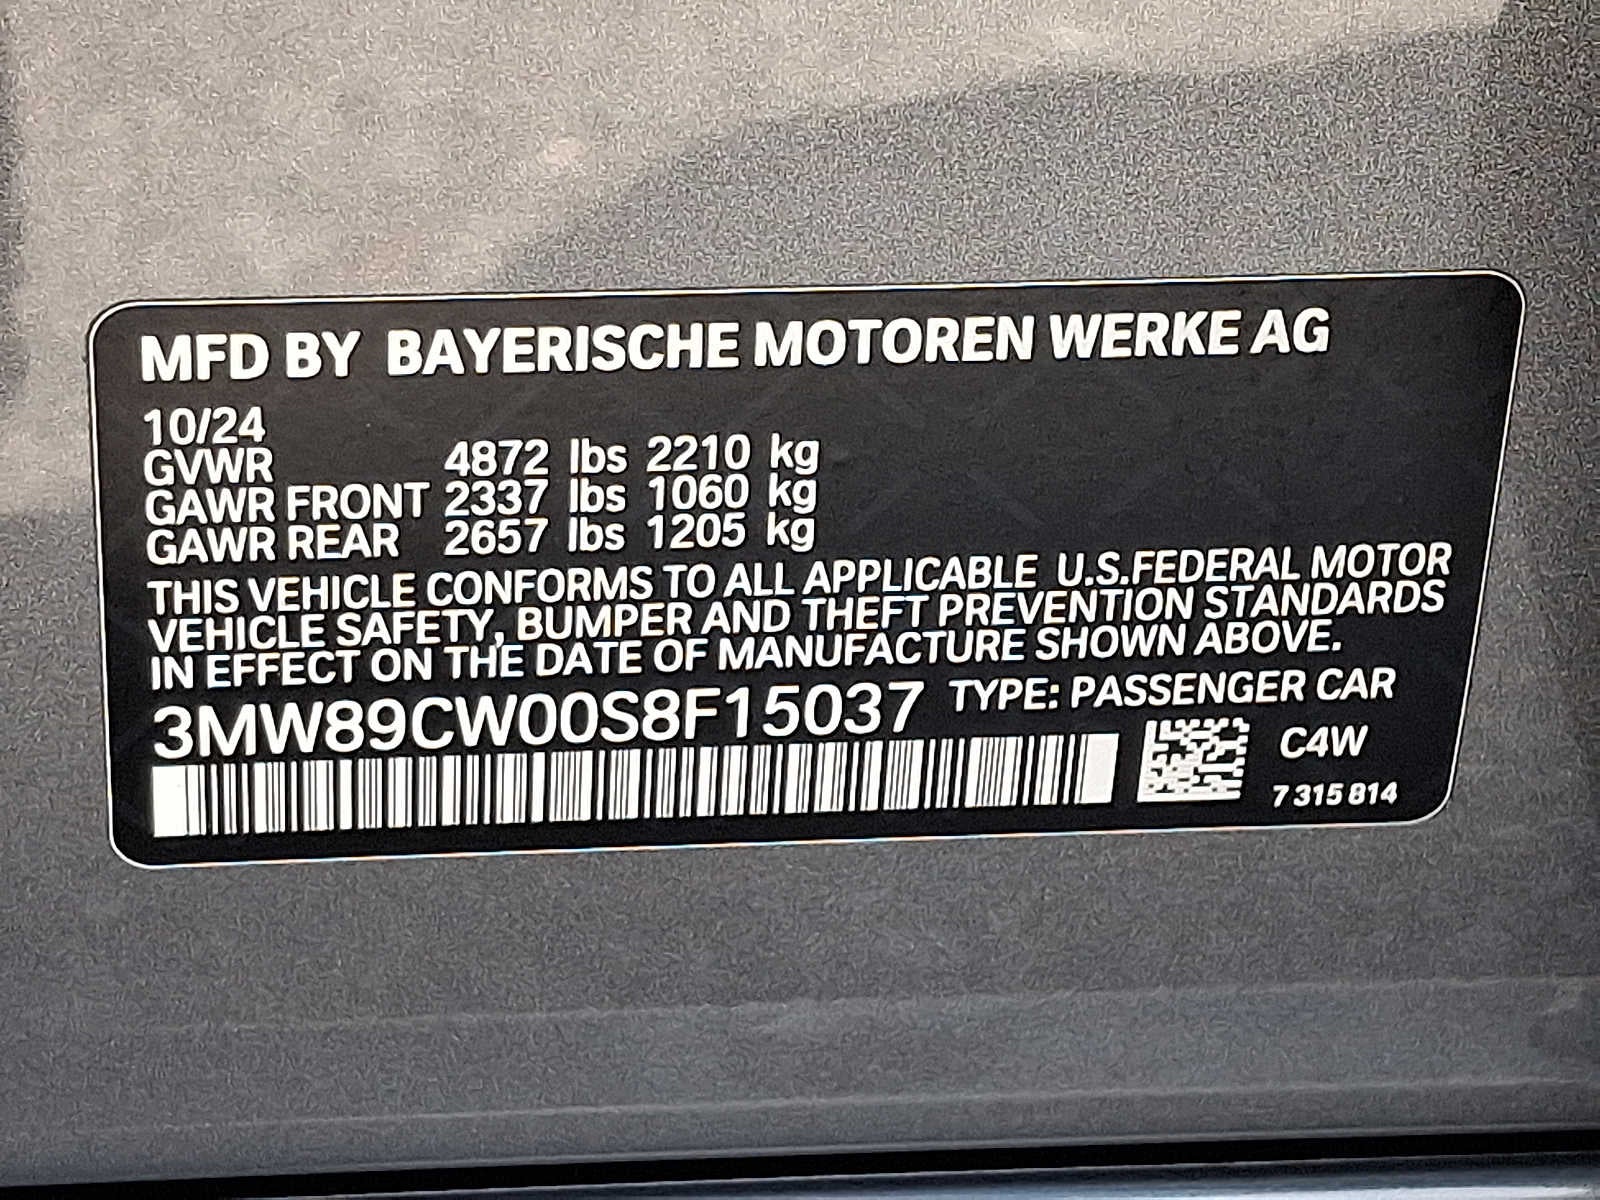 MFD BY BAYERISCHE MOTOREN WERKE AG
10/24
GVWR 4872 lbs 2210 kg
GAWR FRONT 2337 lbs 1060 kg
GAWR REAR 2657 lbs 1205 kg
THIS VEHICLE CONFORMS TO ALL APPLICABLE U.S.FEDERAL MOTOR
VEHICLE SAFETY, BUMPER AND THEFT PREVENTION STANDARDS
IN EFFECT ON THE DATE OF MANUFACTURE SHOWN ABOVE.
3MW89CW00S8F15037 TYPE: PASSENGER CAR
C4W
7 315 814